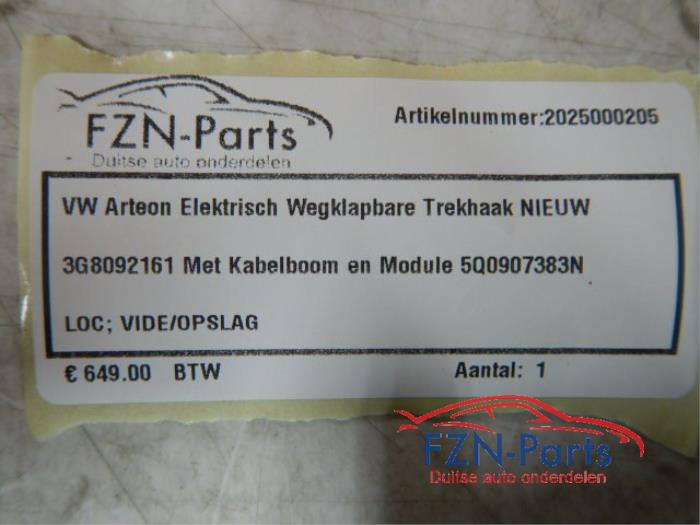 FZN-Parts
Duitse auto onderdelen
Artikelnummer:2025000205
VW Arteon Elektrisch Wegklapbare Trekhaak NIEUW
3G8092161 Met Kabelboom en Module 5Q0907383N
LOC; VIDE/OPSLAG
€ 649.00 BTW
Aantal: 1
FZN-Parts
Duitse auto onderdelen